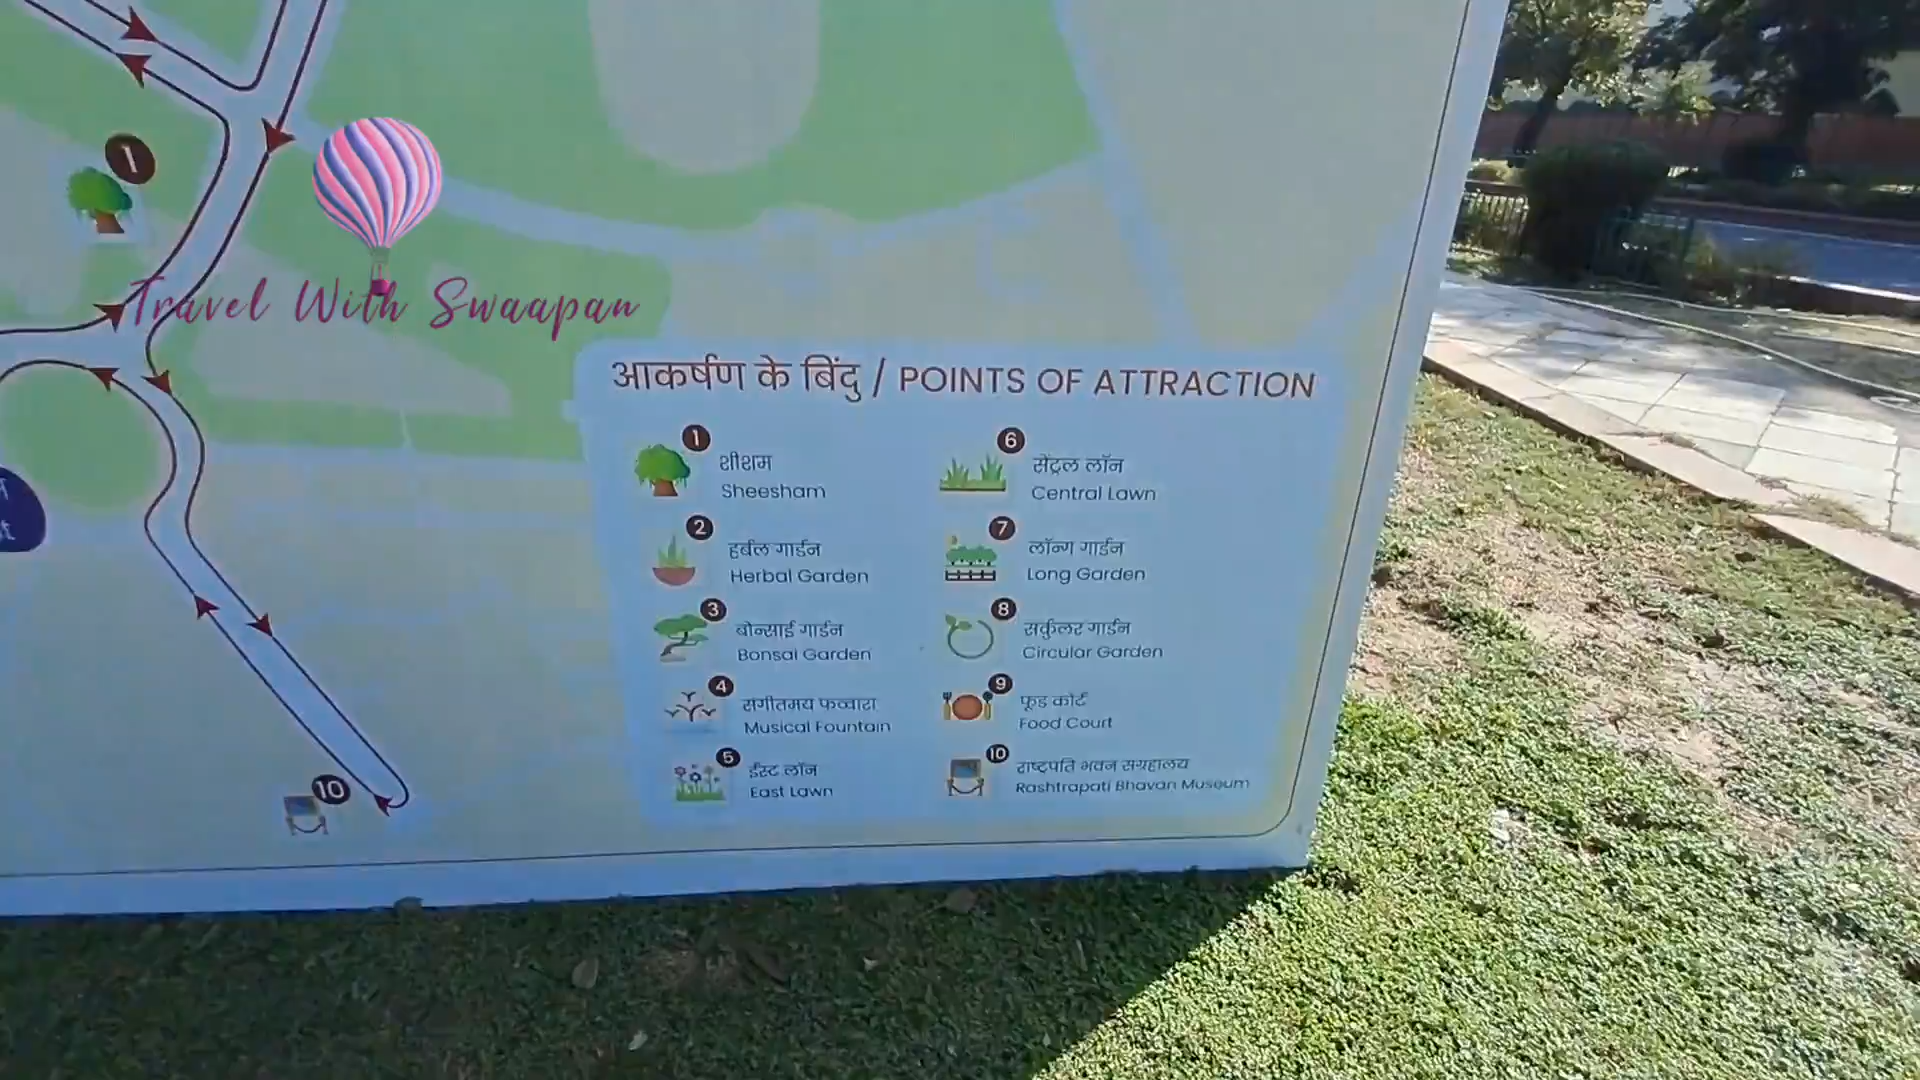 1
Travel With Swaapan
आकर्षण के बिंदु / POINTS OF ATTRACTION
1
शीशम
Sheesham
2
हर्बल गार्डन
Herbal Garden
3
बोन्साई गार्डन
Bonsai Garden
4
संगीतमय फव्वारा
Musical Fountain
5
ईस्ट लॉन
East Lawn
6
सेंट्रल लॉन
Central Lawn
7
लॉन्ग गार्डन
Long Garden
8
सर्कुलर गार्डन
Circular Garden
9
फूड कोर्ट
Food Court
10
राष्ट्रपति भवन संग्रहालय
Rashtrapati Bhavan Museum
10